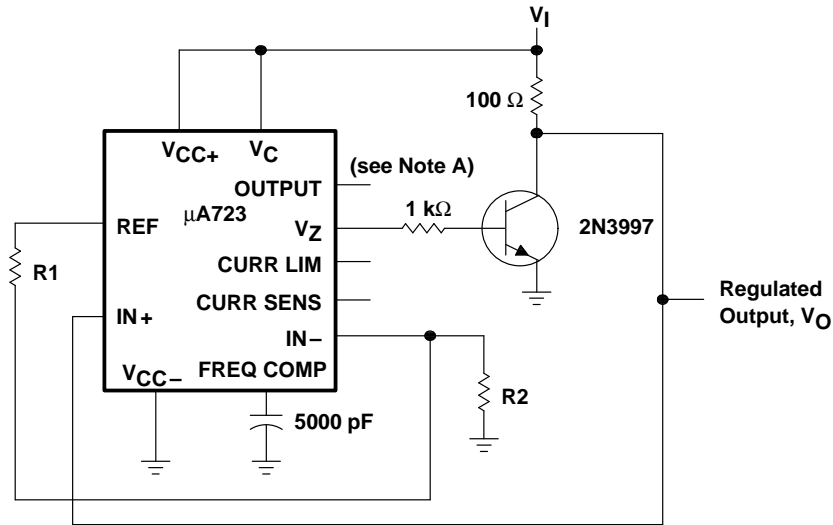 VI
100 Ω
VCC+
VC
(see Note A)
OUTPUT
μA723
1 kΩ
REF
VZ
2N3997
R1
CURR LIM
CURR SENS
Regulated
Output, VO
IN+
IN−
VCC−
FREQ COMP
R2
5000 pF